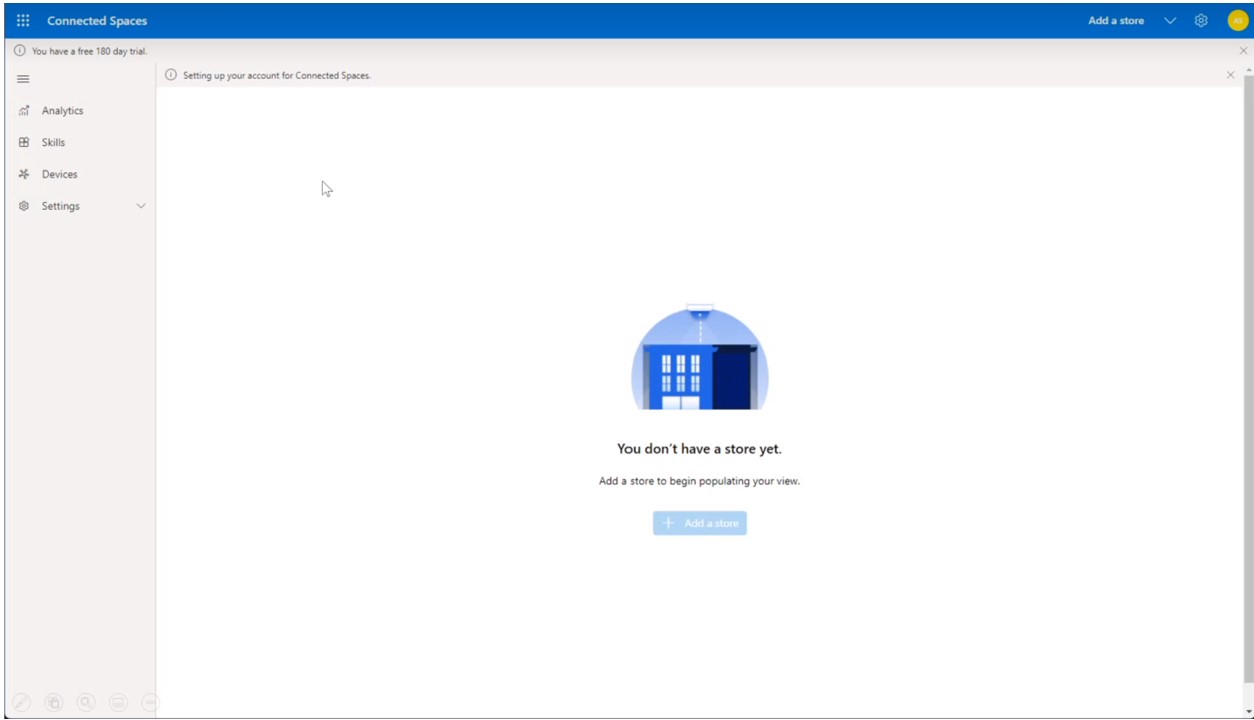 Connected Spaces
Add a store
AS
You have a free 180 day trial.
Setting up your account for Connected Spaces.
Analytics
Skills
Devices
Settings
You don't have a store yet.
Add a store to begin populating your view.
+ Add a store